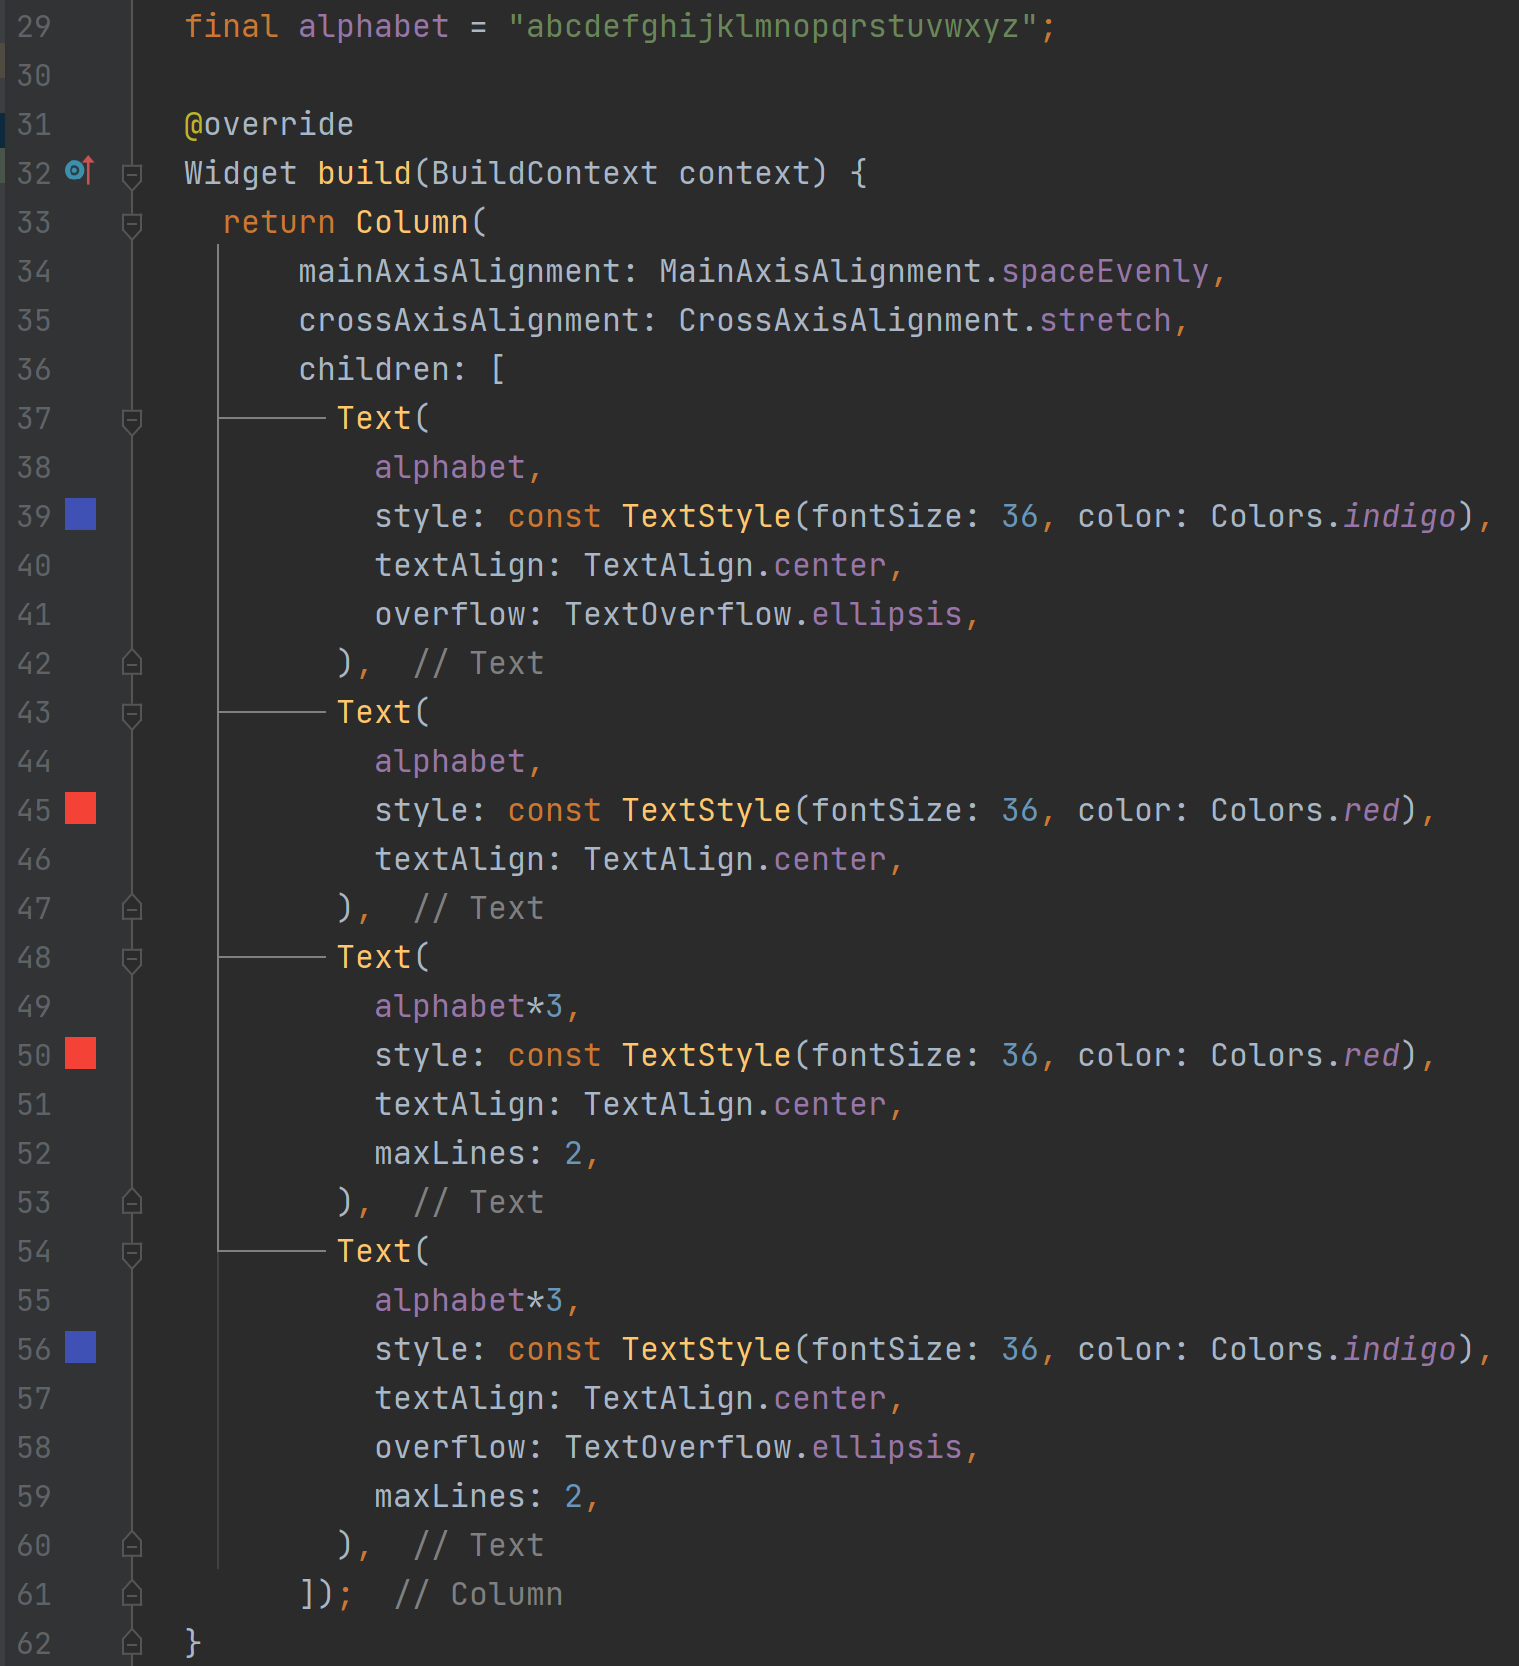 29 final alphabet = "abcdefghijklmnopqrstuvwxyz";
30
31 @override
32 Widget build(BuildContext context) {
33   return Column(
34       mainAxisAlignment: MainAxisAlignment.spaceEvenly,
35       crossAxisAlignment: CrossAxisAlignment.stretch,
36       children: [
37         Text(
38           alphabet,
39           style: const TextStyle(fontSize: 36, color: Colors.indigo),
40           textAlign: TextAlign.center,
41           overflow: TextOverflow.ellipsis,
42         ),  // Text
43         Text(
44           alphabet,
45           style: const TextStyle(fontSize: 36, color: Colors.red),
46           textAlign: TextAlign.center,
47         ),  // Text
48         Text(
49           alphabet*3,
50           style: const TextStyle(fontSize: 36, color: Colors.red),
51           textAlign: TextAlign.center,
52           maxLines: 2,
53         ),  // Text
54         Text(
55           alphabet*3,
56           style: const TextStyle(fontSize: 36, color: Colors.indigo),
57           textAlign: TextAlign.center,
58           overflow: TextOverflow.ellipsis,
59           maxLines: 2,
60         ),  // Text
61       ]);  // Column
62 }